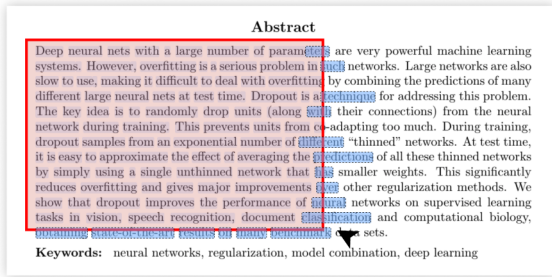 Abstract
Deep neural nets with a large number of parameters are very powerful machine learning
systems. However, overfitting is a serious problem in such networks. Large networks are also
slow to use, making it difficult to deal with overfitting by combining the predictions of many
different large neural nets at test time. Dropout is a technique for addressing this problem.
The key idea is to randomly drop units (along with their connections) from the neural
network during training. This prevents units from co-adapting too much. During training,
dropout samples from an exponential number of different “thinned” networks. At test time,
it is easy to approximate the effect of averaging the predictions of all these thinned networks
by simply using a single unthinned network that has smaller weights. This significantly
reduces overfitting and gives major improvements over other regularization methods. We
show that dropout improves the performance of neural networks on supervised learning
tasks in vision, speech recognition, document classification and computational biology,
obtaining state-of-the-art results on many benchmark data sets.
Keywords: neural networks, regularization, model combination, deep learning